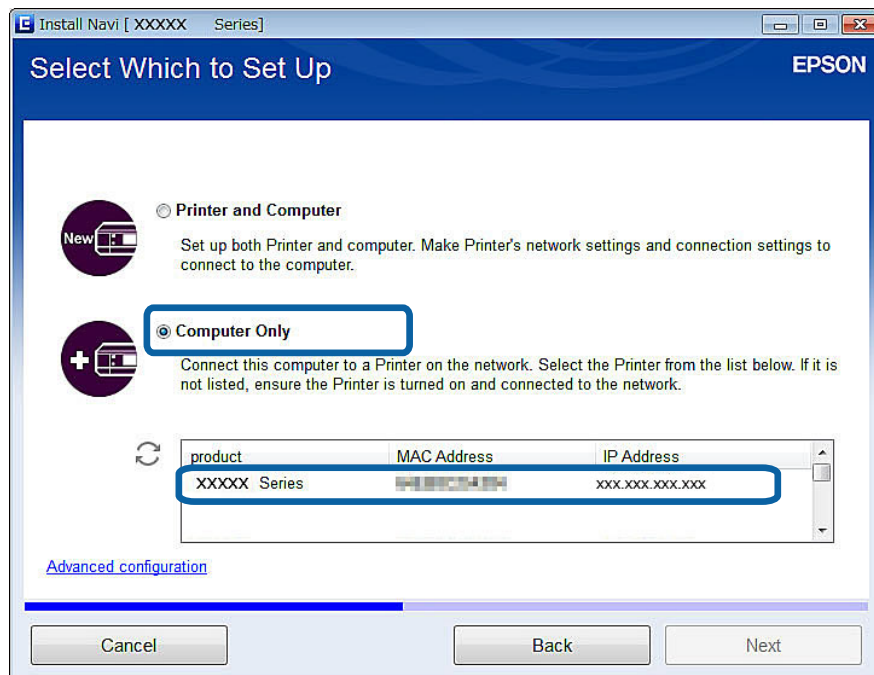 Install Navi [ XXXXX Series]
Select Which to Set Up
EPSON
New
Printer and Computer
Set up both Printer and computer. Make Printer's network settings and connection settings to
connect to the computer.
Computer Only
Connect this computer to a Printer on the network. Select the Printer from the list below. If it is
not listed, ensure the Printer is turned on and connected to the network.
product MAC Address IP Address
XXXXX Series xxx.xxx.xxx.xxx
Advanced configuration
Cancel Back Next